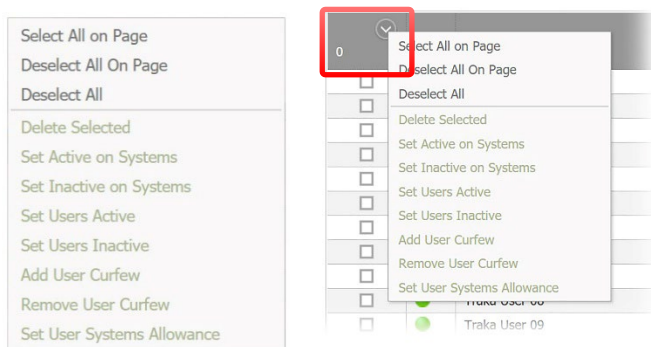 Select All on Page
Deselect All On Page
Deselect All
Delete Selected
Set Active on Systems
Set Inactive on Systems
Set Users Active
Set Users Inactive
Add User Curfew
Remove User Curfew
Set User Systems Allowance
0
Select All on Page
Deselect All On Page
Deselect All
Delete Selected
Set Active on Systems
Set Inactive on Systems
Set Users Active
Set Users Inactive
Add User Curfew
Remove User Curfew
Set User Systems Allowance
Traka User 08
Traka User 09